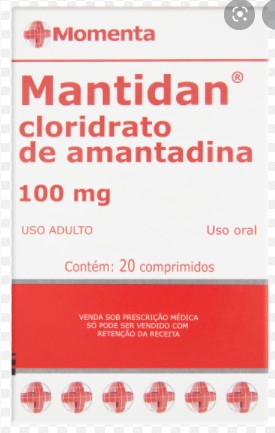 Momenta
Mantidan®
cloridrato
de amantadina
100 mg
USO ADULTO Uso oral
Contém: 20 comprimidos
VENDA SOB PRESCRIÇÃO MÉDICA
SÓ PODE SER VENDIDO COM
RETENÇÃO DA RECEITA